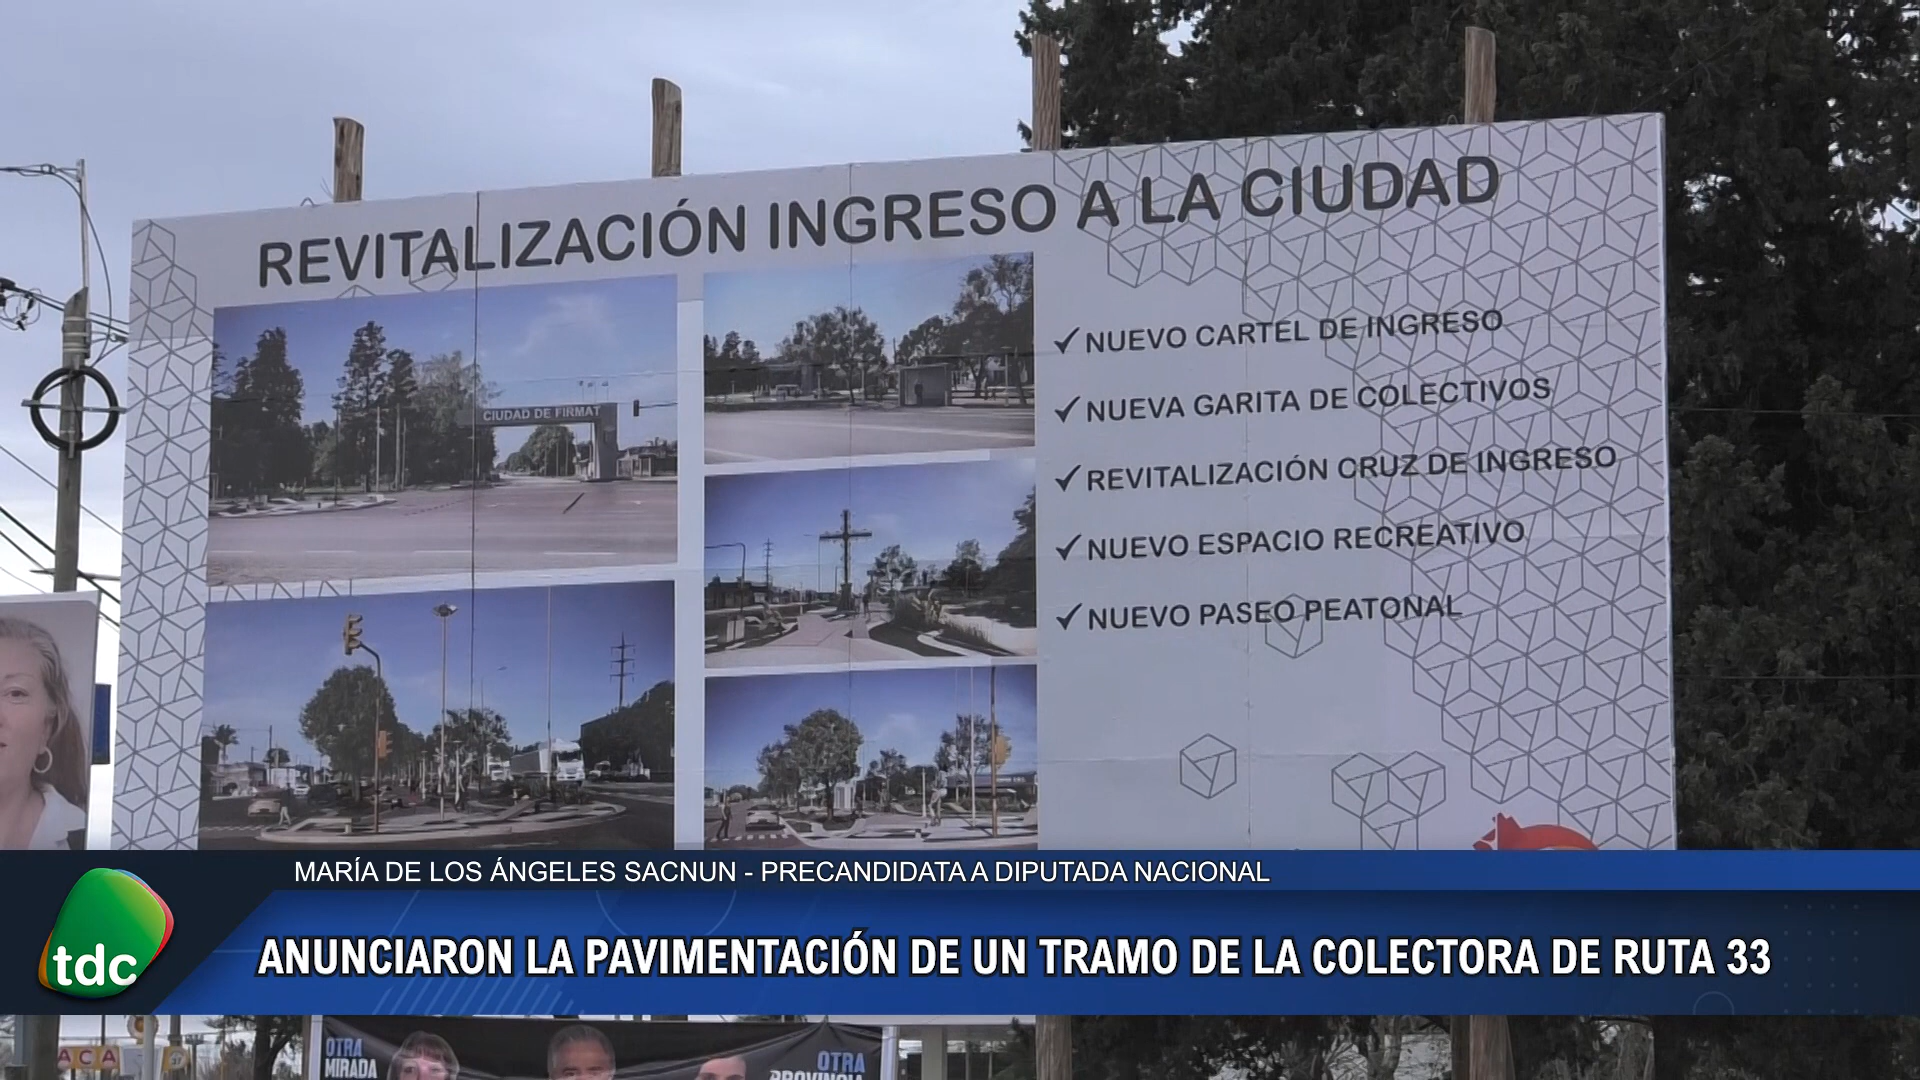 REVITALIZACIÓN INGRESO A LA CIUDAD
CIUDAD DE FIRMAT
✓ NUEVO CARTEL DE INGRESO
✓ NUEVA GARITA DE COLECTIVOS
✓ REVITALIZACIÓN CRUZ DE INGRESO
✓ NUEVO ESPACIO RECREATIVO
✓ NUEVO PASEO PEATONAL
MARÍA DE LOS ÁNGELES SACNUN - PRECANDIDATA A DIPUTADA NACIONAL
tdc
ANUNCIARON LA PAVIMENTACIÓN DE UN TRAMO DE LA COLECTORA DE RUTA 33
ACA
OTRA
MIRADA
OTRA
PROVINCIA